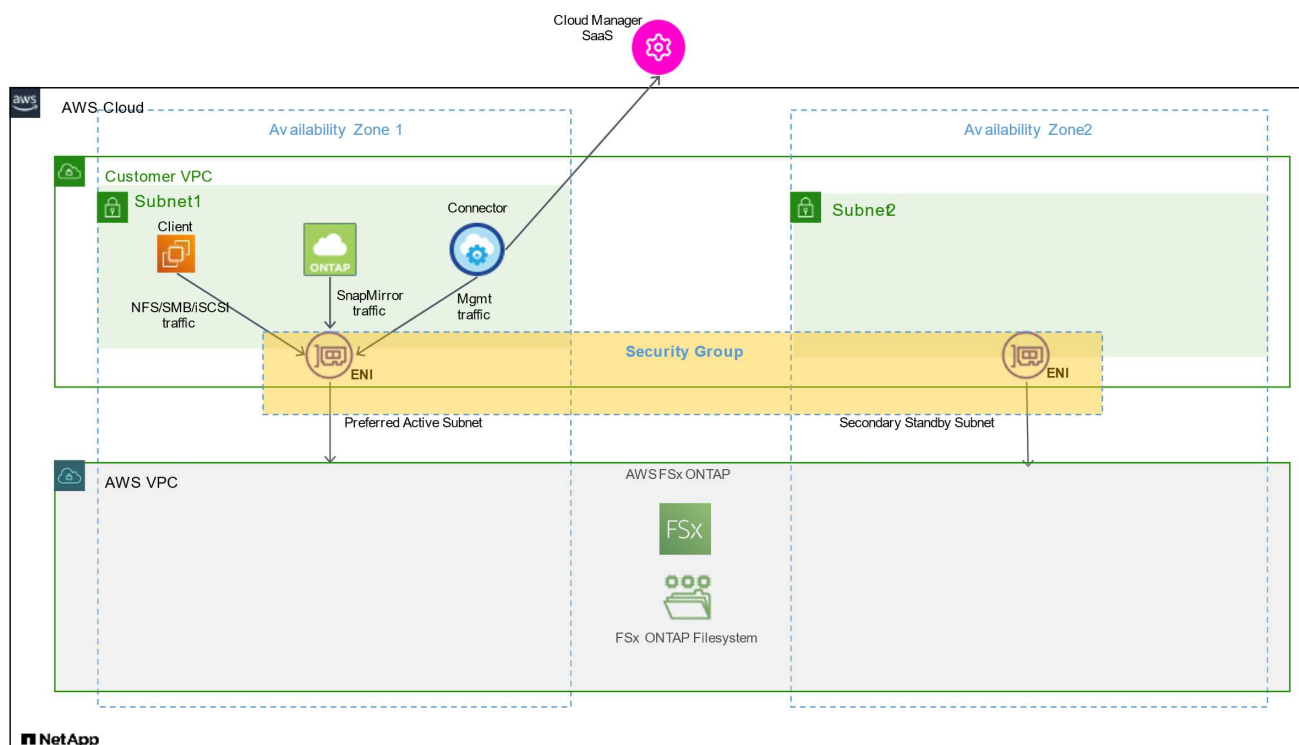 Cloud Manager
SaaS
aws
AWS Cloud
Availability Zone 1
Availability Zone2
Customer VPC
Subnet1
Subnet2
Client
Connector
ONTAP
NFS/SMB/iSCSI
traffic
SnapMirror
traffic
Mgmt
traffic
Security Group
ENI
ENI
Preferred Active Subnet
Secondary Standby Subnet
AWS VPC
AWS FSx ONTAP
FSx
FSx ONTAP Filesystem
NetApp